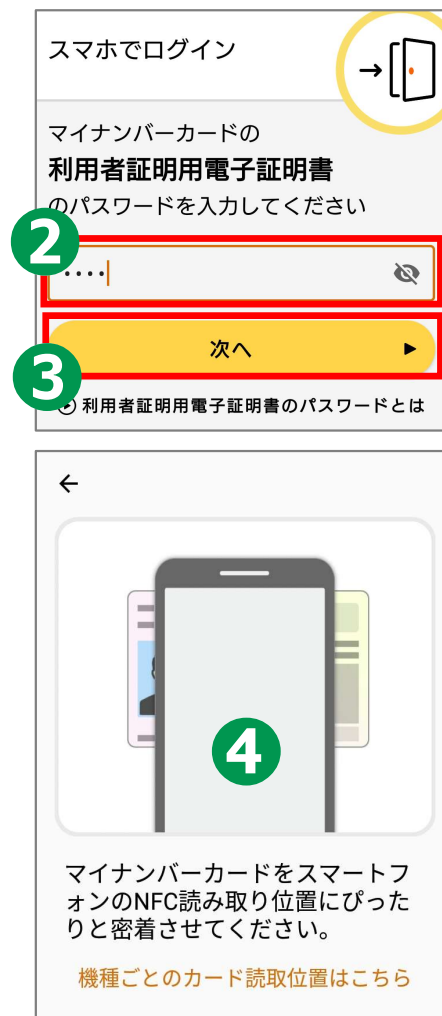 スマホでログイン
マイナンバーカードの
利用者証明用電子証明書
のパスワードを入力してください
2
••••
次へ
3
利用者証明用電子証明書のパスワードとは
4
マイナンバーカードをスマートフ
ォンのNFC読み取り位置にぴった
りと密着させてください。
機種ごとのカード読取位置はこちら